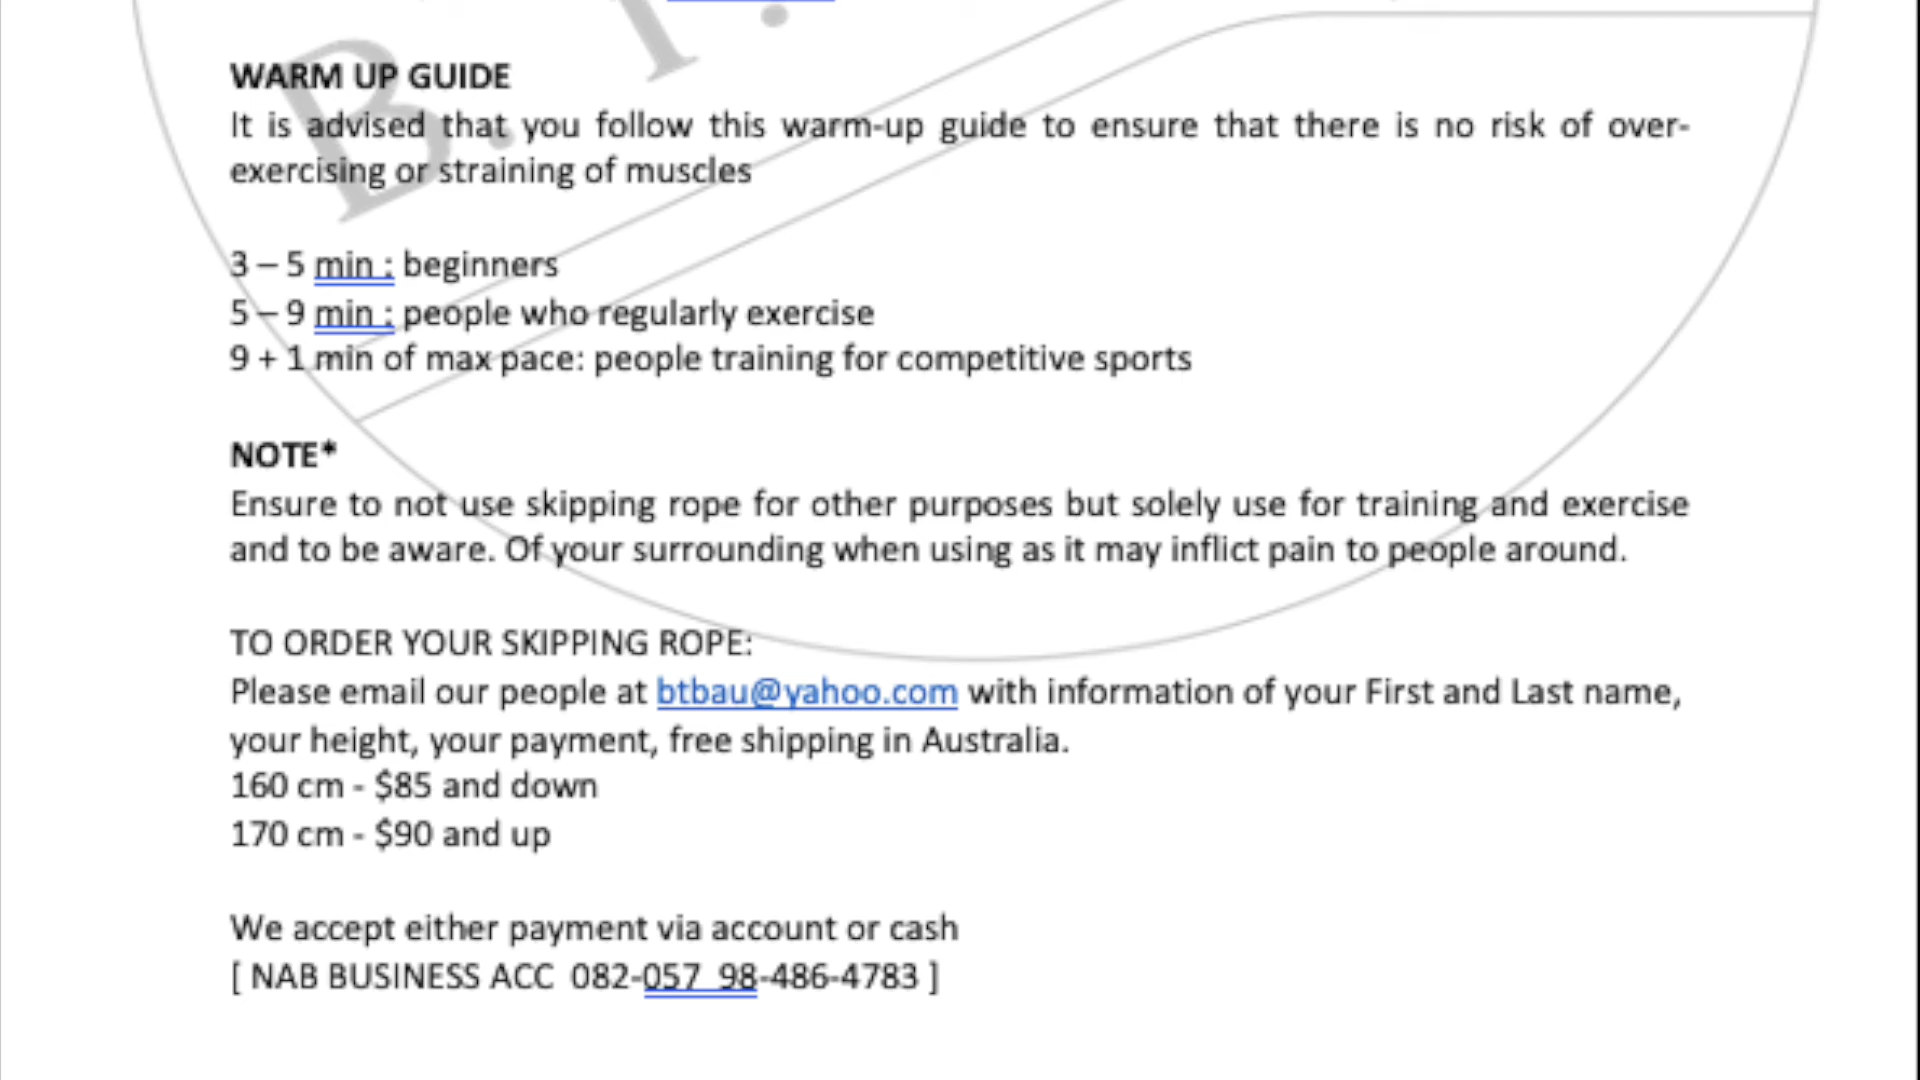 WARM UP GUIDE
It is advised that you follow this warm-up guide to ensure that there is no risk of over-
exercising or straining of muscles
3 – 5 min : beginners
5 – 9 min : people who regularly exercise
9 + 1 min of max pace: people training for competitive sports
NOTE*
Ensure to not use skipping rope for other purposes but solely use for training and exercise
and to be aware. Of your surrounding when using as it may inflict pain to people around.
TO ORDER YOUR SKIPPING ROPE:
Please email our people at btbau@yahoo.com with information of your First and Last name,
your height, your payment, free shipping in Australia.
160 cm - $85 and down
170 cm - $90 and up
We accept either payment via account or cash
[ NAB BUSINESS ACC  082-057  98-486-4783 ]